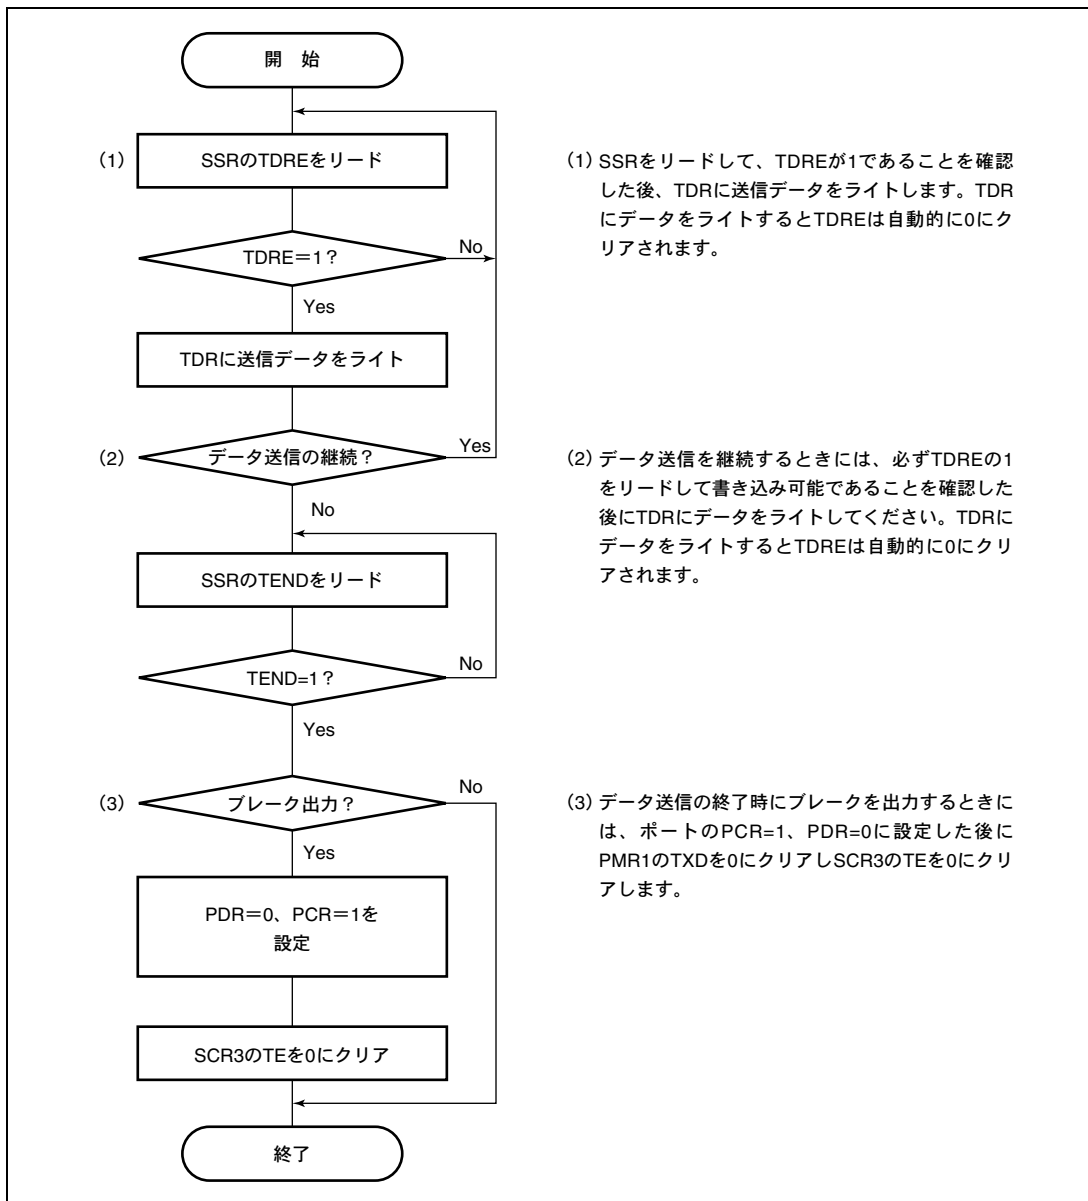 開　始
(1) SSRのTDREをリード
TDRE＝1？
No
Yes
TDRに送信データをライト
(2) データ送信の継続？
Yes
No
SSRのTENDをリード
TEND=1？
No
Yes
(3) ブレーク出力？
No
Yes
PDR＝0、PCR＝1を
設定
SCR3のTEを0にクリア
終了
(1) SSRをリードして、TDREが1であることを確認
した後、TDRに送信データをライトします。TDR
にデータをライトするとTDREは自動的に0にク
リアされます。
(2) データ送信を継続するときには、必ずTDREの1
をリードして書き込み可能であることを確認した
後にTDRにデータをライトしてください。TDRに
データをライトするとTDREは自動的に0にクリ
アされます。
(3) データ送信の終了時にブレークを出力するときに
は、ポートのPCR=1、PDR=0に設定した後に
PMR1のTXDを0にクリアしSCR3のTEを0にクリ
アします。